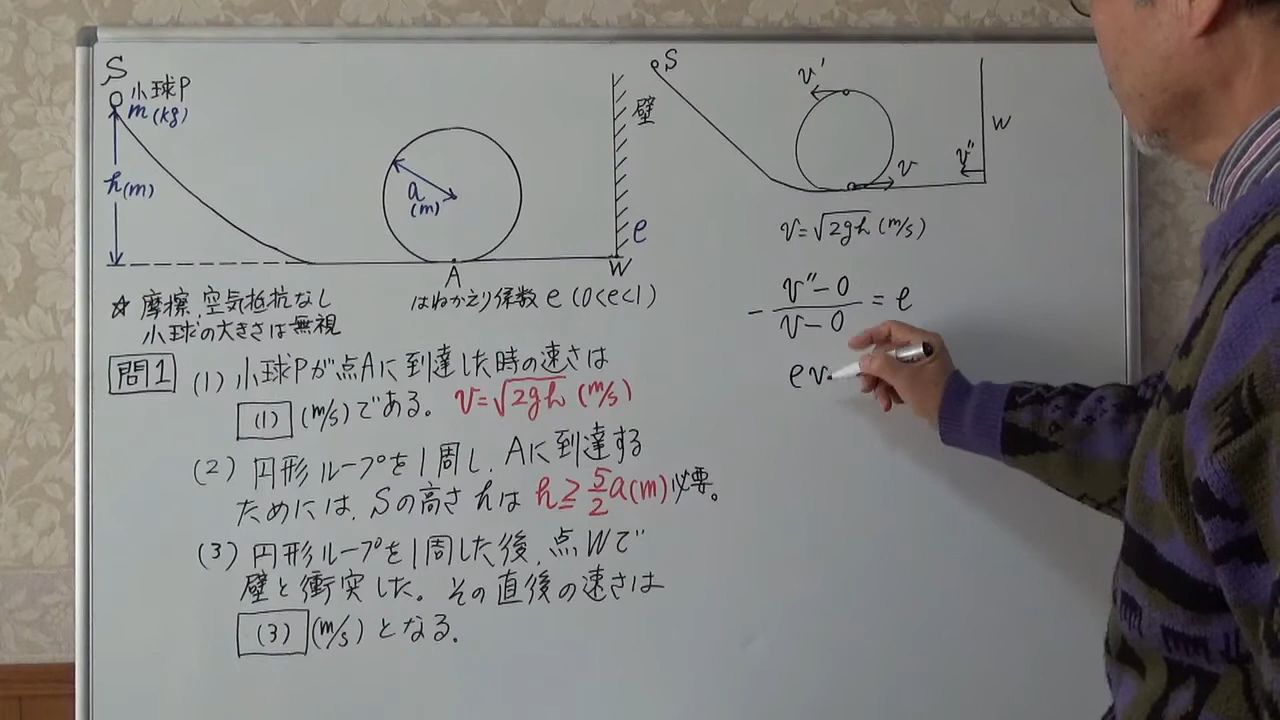 S
小球P
m(kg)
h(m)
a
(m)
壁
e
A
W
☆ 摩擦、空気抵抗なし
小球の大きさは無視
はねかえり係数 e (0<e<1)
問1 (1) 小球Pが点Aに到達した時の速さは
(1) (m/s)である。 v=√2gh (m/s)
(2) 円形ループを1周し、Aに到達する
ためには、Sの高さhは h≧5/2a(m)必要。
(3) 円形ループを1周した後、点Wで
壁と衝突した。その直後の速さは
(3) (m/s)となる。
S
v'
W
v
v''
v=√2gh (m/s)
- v''-0/v-0 = e
ev